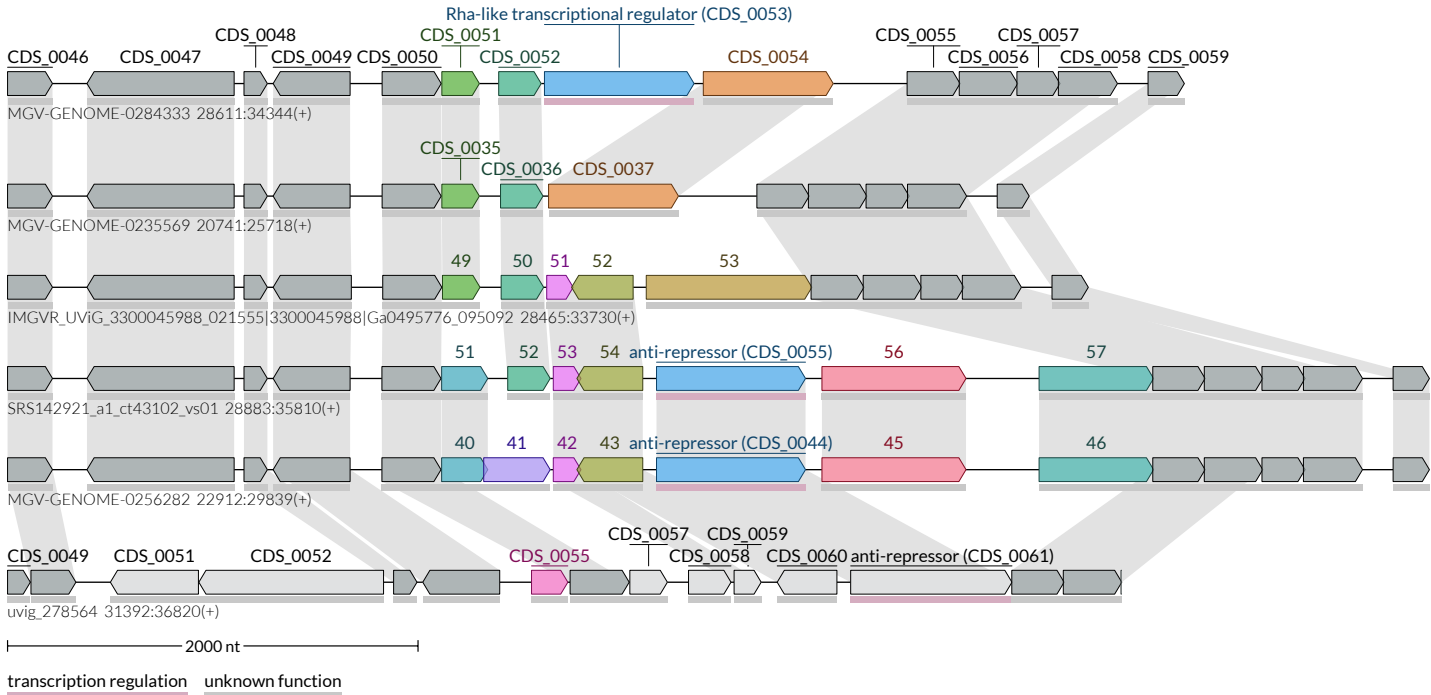 Rha-like transcriptional regulator (CDS_0053)
CDS_0048 CDS_0051 CDS_0055 CDS_0057
CDS_0046 CDS_0047 CDS_0049 CDS_0050 CDS_0052 CDS_0054 CDS_0056 CDS_0058 CDS_0059
MGV-GENOME-0284333 28611:34344(+)
CDS_0035
CDS_0036 CDS_0037
MGV-GENOME-0235569 20741:25718(+)
49 50 51 52 53
IMGVR_UViG_3300045988_021555|3300045988|Ga0495776_095092 28465:33730(+)
51 52 53 54 anti-repressor (CDS_0055) 56 57
SRS142921_a1_ct43102_vs01 28883:35810(+)
40 41 42 43 anti-repressor (CDS_0044) 45 46
MGV-GENOME-0256282 22912:29839(+)
CDS_0057 CDS_0059
CDS_0049 CDS_0051 CDS_0052 CDS_0055 CDS_0058 CDS_0060 anti-repressor (CDS_0061)
uvig_278564 31392:36820(+)
2000 nt
transcription regulation unknown function